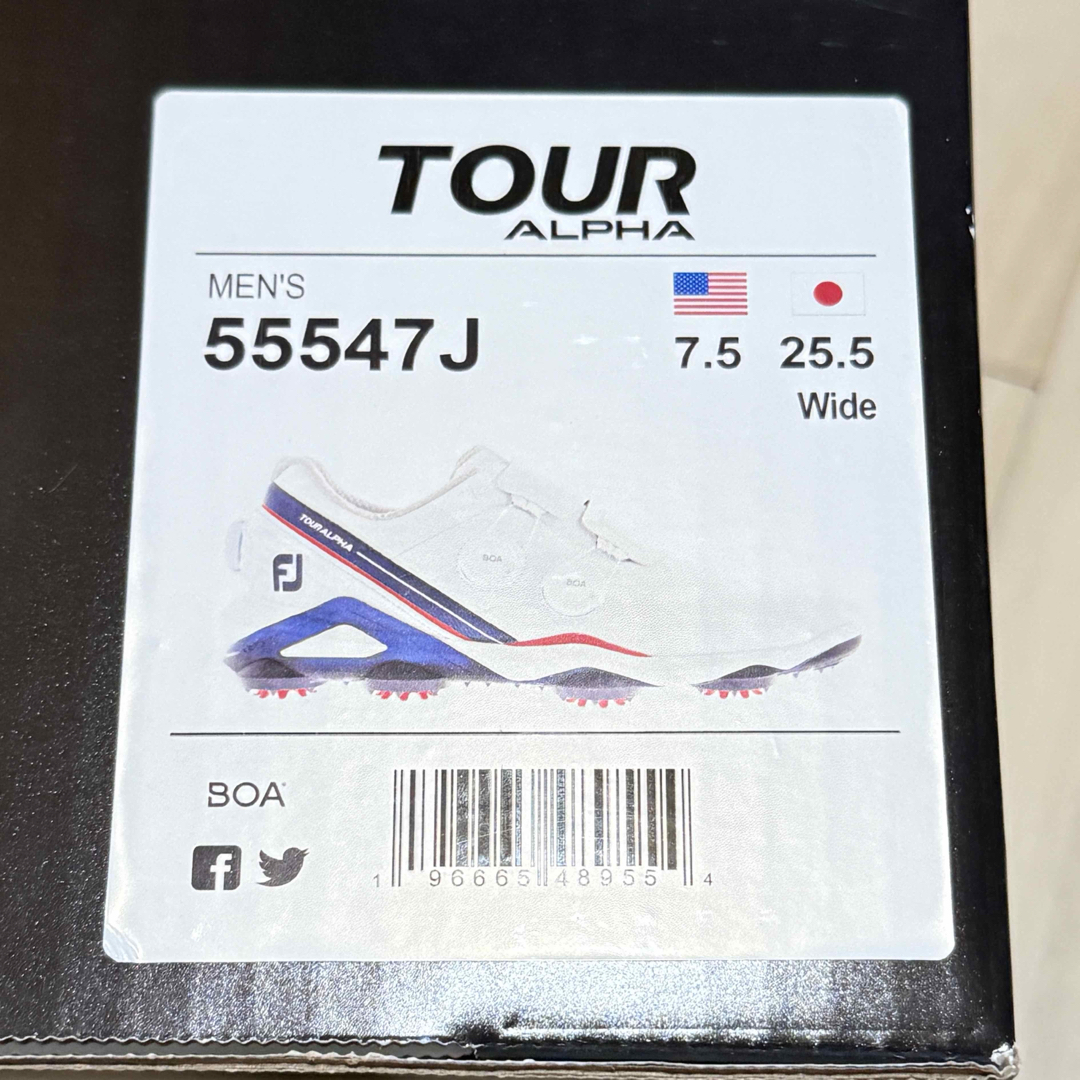 TOUR
ALPHA
MEN'S
55547J
7.5 25.5
Wide
TOUR ALPHA
FJ
BOA
BOA
BOA
f
1 96665 48955 4